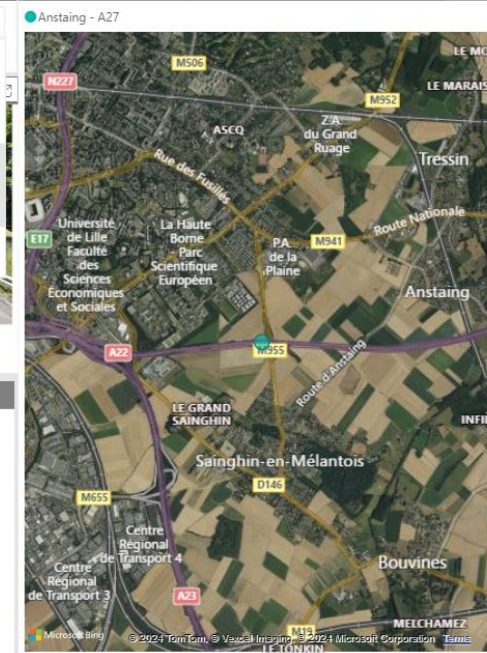 Anstaing - A27
M506
LE MO
N227
LE MARAIS
M952
ASCQ
Z.A.
du Grand
Ruage
Tressin
Rue des Fusillés
Route Nationale
Université
de Lille
Faculté
des
Sciences
Économiques
et Sociales
La Haute
Borne
- Parc
Scientifique
Européen
E17
P.A.
de la
Plaine
M941
Anstaing
A22
M955
Route d'Anstaing
LE GRAND
SAINGHIN
INFI
Sainghin-en-Mélantois
D146
M655
Centre
Régional
de Transport 4
Centre
Régional
de Transport 3
Bouvines
A23
M19
MELCHAMEZ
Microsoft Bing
© 2024 TomTom, © Vexcel Imaging, © 2024 Microsoft Corporation Terms
LE TONKIN